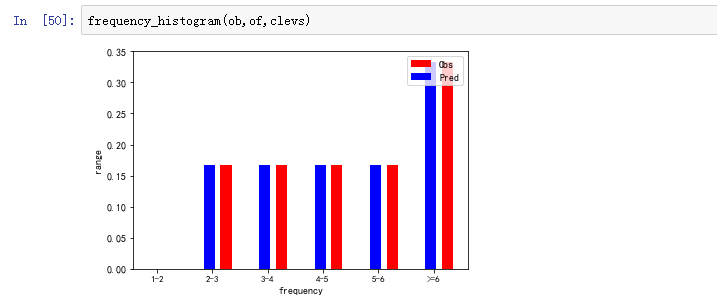 In [50]: frequency_histogram(ob,of,clevs)
0.35
0.30
0.25
0.20
0.15
0.10
0.05
0.00
range
Obs
Pred
1-2 2-3 3-4 4-5 5-6 >=6
frequency